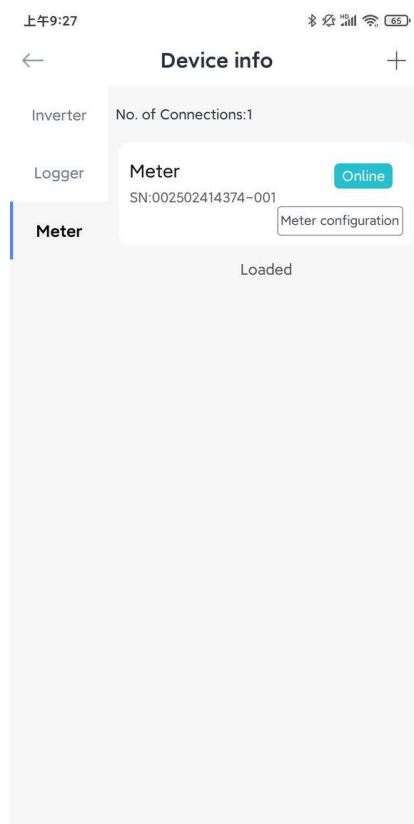 上午9:27
HD
65
Device info
Inverter
No. of Connections:1
Logger
Meter
Online
SN:002502414374-001
Meter configuration
Meter
Loaded